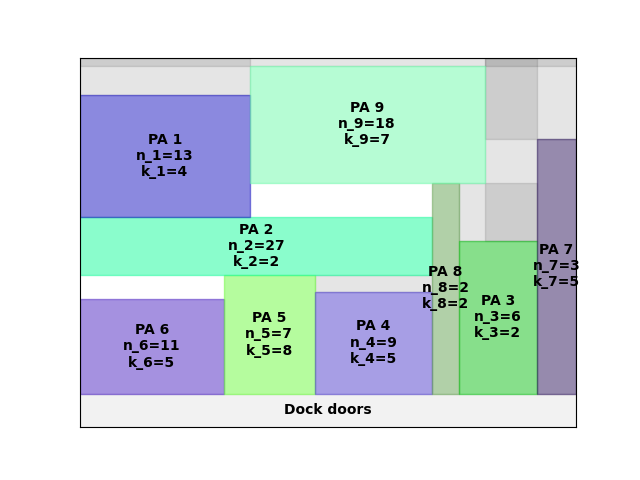 PA 9
n_9=18
k_9=7
PA 1
n_1=13
k_1=4
PA 2
n_2=27
k_2=2
PA 7
n_7=3
k_7=5
PA 8
n_8=2
k_8=2
PA 3
n_3=6
k_3=2
PA 5
n_5=7
k_5=8
PA 4
n_4=9
k_4=5
PA 6
n_6=11
k_6=5
Dock doors